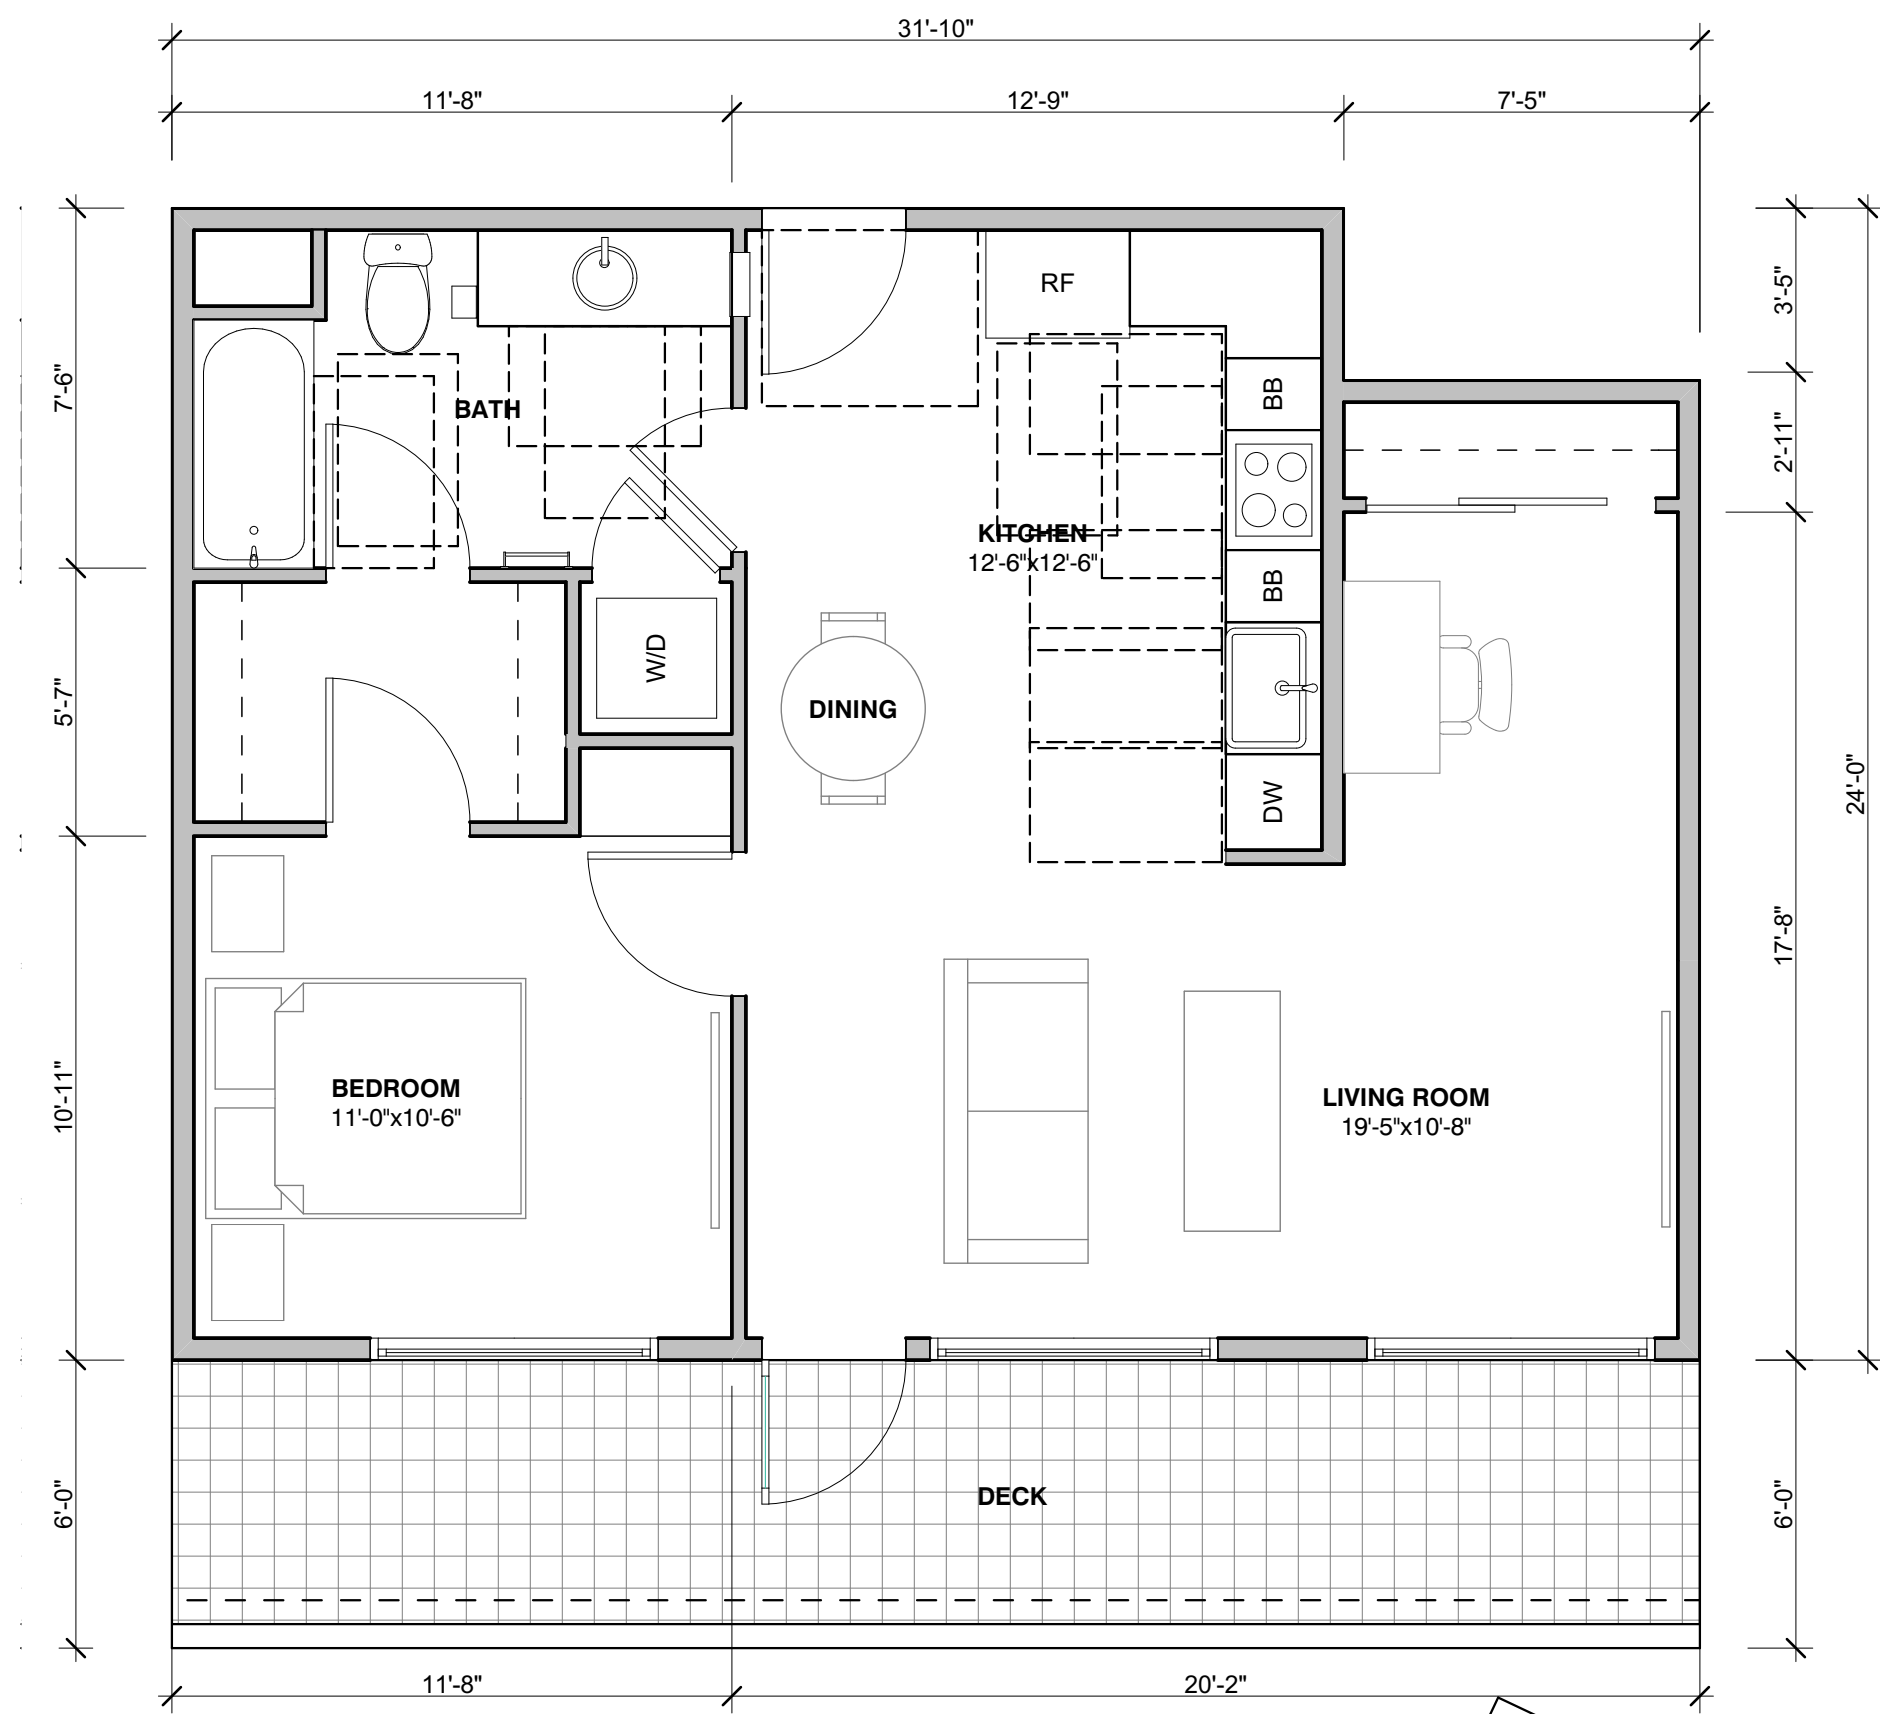 31'-10"
11'-8"
12'-9"
7'-5"
RF
3'-5"
7'-6"
BATH
BB
2'-11"
KITCHEN
12'-6"x12'-6"
BB
W/D
5'-7"
DINING
24'-0"
DW
17'-8"
10'-11"
BEDROOM
11'-0"x10'-6"
LIVING ROOM
19'-5"x10'-8"
6'-0"
DECK
6'-0"
11'-8"
20'-2"